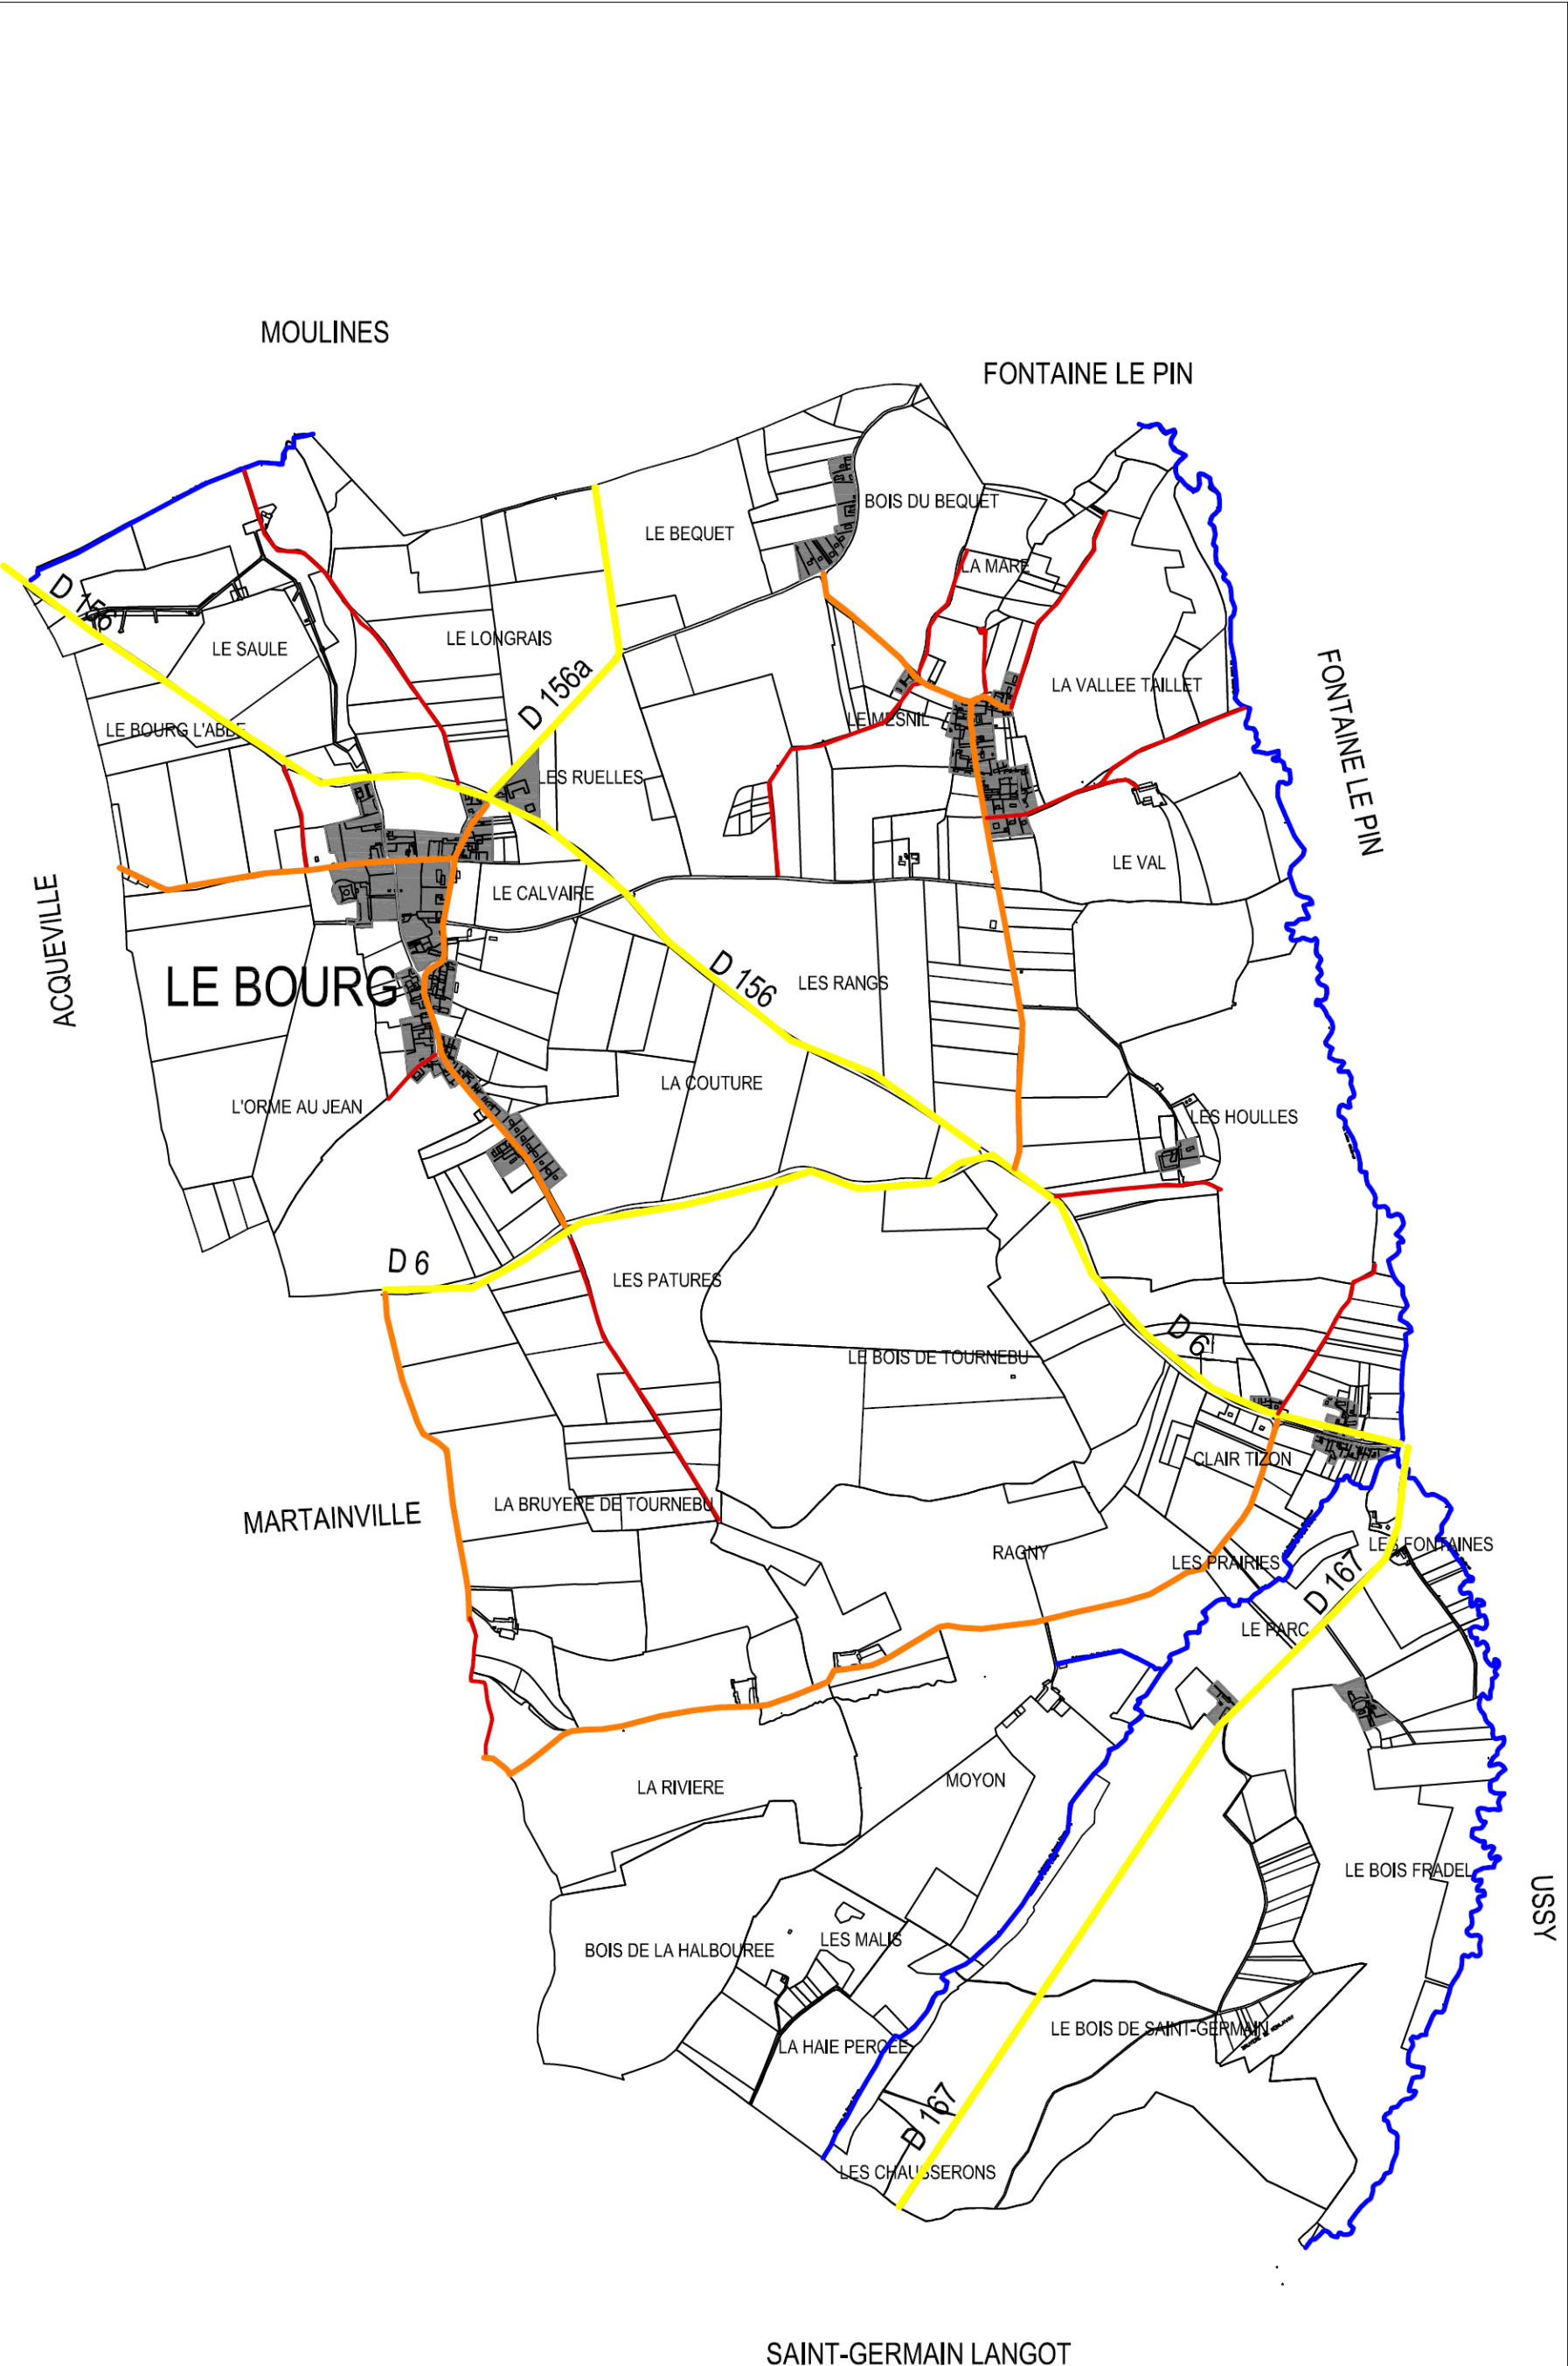 MOULINES
FONTAINE LE PIN
BOIS DU BEQUET
LE BEQUET
LA MARE
D 156
LE LONGRAIS
LE SAULE
D 156a
LA VALLEE TAILLET
FONTAINE LE PIN
LE MESNIL
LE BOURG L'ABBE
LES RUELLES
LE VAL
LE CALVAIRE
ACQUEVILLE
LE BOURG
D 156
LES RANGS
LA COUTURE
L'ORME AU JEAN
LES HOULLES
D 6
LES PATURES
D 6
LE BOIS DE TOURNEBU
CLAIR TIZON
LA BRUYERE DE TOURNEBU
MARTAINVILLE
LES FONTAINES
RAGNY
LES PRAIRIES
D 167
LE PARC
MOYON
LA RIVIERE
LE BOIS FRADEL
USSY
LES MALIS
BOIS DE LA HALBOUREE
LE BOIS DE SAINT-GERMAIN
LA HAIE PERCEE
D 167
LES CHAUSSERONS
SAINT-GERMAIN LANGOT